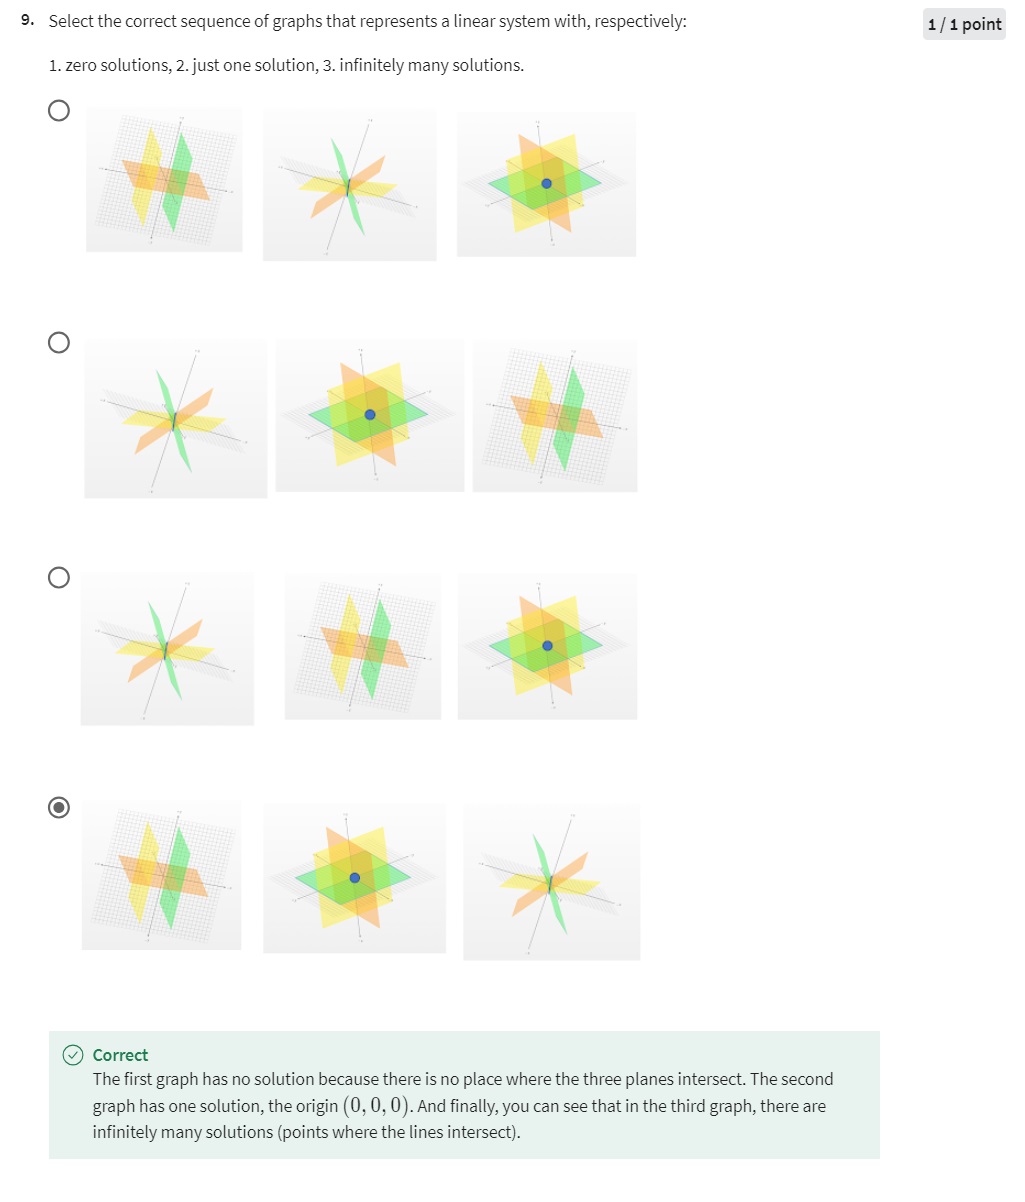 9. Select the correct sequence of graphs that represents a linear system with, respectively:
1 / 1 point
1. zero solutions, 2. just one solution, 3. infinitely many solutions.
Correct
The first graph has no solution because there is no place where the three planes intersect. The second
graph has one solution, the origin (0, 0, 0). And finally, you can see that in the third graph, there are
infinitely many solutions (points where the lines intersect).